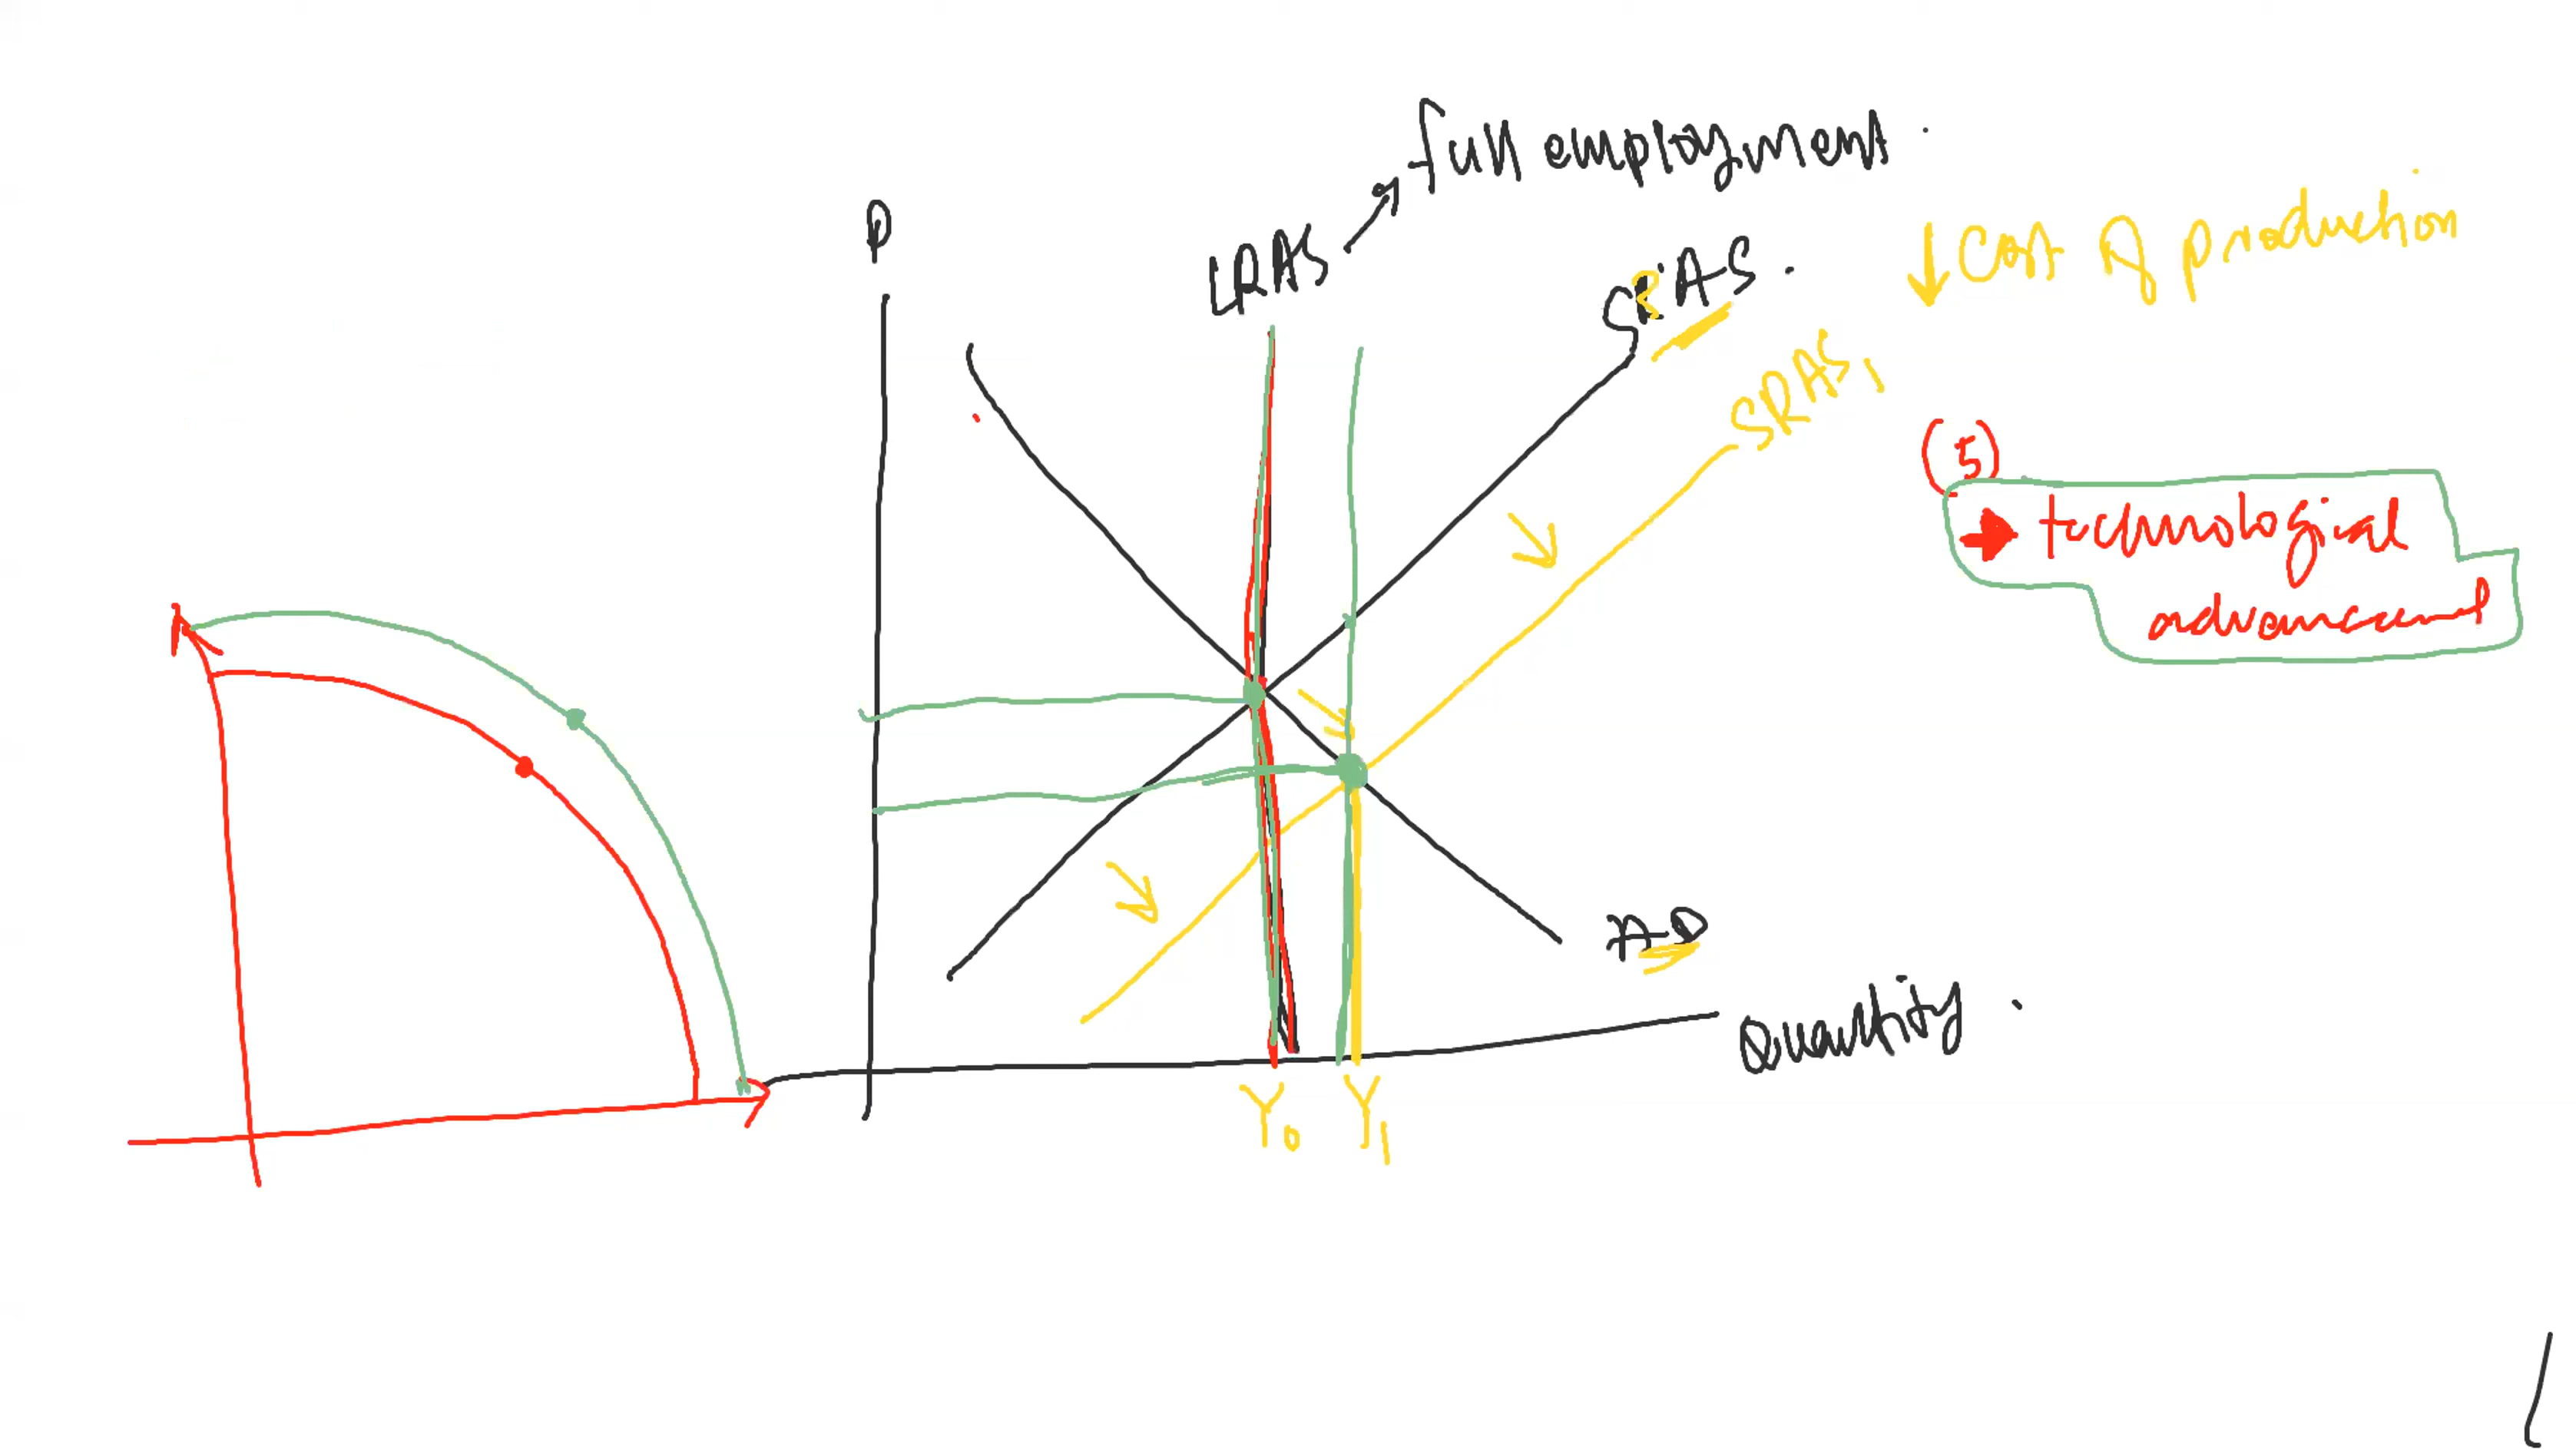 full employment.
P
LRAS
SRAS.
↓ Cost of production
SRAS₁
(5)
→ technological
advancement
AD
Quantity.
Y₀ Y₁